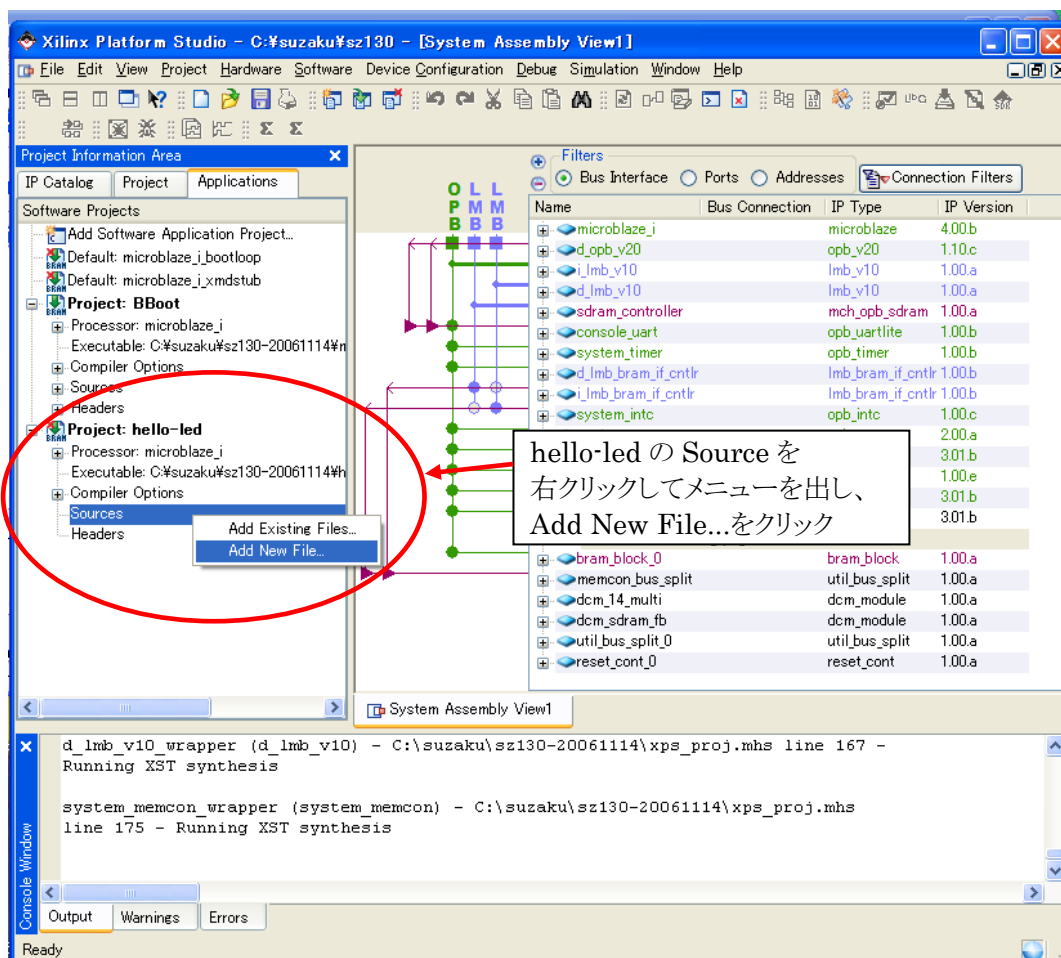 Xilinx Platform Studio - C:¥suzaku¥sz130 - [System Assembly View1]
File Edit View Project Hardware Software Device Configuration Debug Simulation Window Help
Project Information Area
IP Catalog Project Applications
Software Projects
Add Software Application Project...
Default: microblaze_i_bootloop
Default: microblaze_i_xmdstub
Project: BBoot
Processor: microblaze_i
Executable: C:¥suzaku¥sz130-20061114¥
Compiler Options
Sources
Headers
Project: hello-led
Processor: microblaze_i
Executable: C:¥suzaku¥sz130-20061114¥h
Compiler Options
Sources
Headers
Add Existing Files...
Add New File...
OPB LMB LMB
Filters
Bus Interface Ports Addresses Connection Filters
Name Bus Connection IP Type IP Version
microblaze_i microblaze 4.00.b
d_opb_v20 opb_v20 1.10.c
i_lmb_v10 lmb_v10 1.00.a
d_lmb_v10 lmb_v10 1.00.a
sdram_controller mch_opb_sdram 1.00.a
console_uart opb_uartlite 1.00.b
system_timer opb_timer 1.00.b
d_lmb_bram_if_cntlr lmb_bram_if_cntlr 1.00.b
i_lmb_bram_if_cntlr lmb_bram_if_cntlr 1.00.b
system_intc opb_intc 1.00.c
2.00.a
3.01.b
1.00.e
3.01.b
3.01.b
hello-led の Source を
右クリックしてメニューを出し、
Add New File...をクリック
bram_block_0 bram_block 1.00.a
memcon_bus_split util_bus_split 1.00.a
dcm_14_multi dcm_module 1.00.a
dcm_sdram_fb dcm_module 1.00.a
util_bus_split_0 util_bus_split 1.00.a
reset_cont_0 reset_cont 1.00.a
System Assembly View1
d_lmb_v10_wrapper (d_lmb_v10) - C:\suzaku\sz130-20061114\xps_proj.mhs line 167 -
Running XST synthesis
system_memcon_wrapper (system_memcon) - C:\suzaku\sz130-20061114\xps_proj.mhs
line 175 - Running XST synthesis
Console Window
Output Warnings Errors
Ready